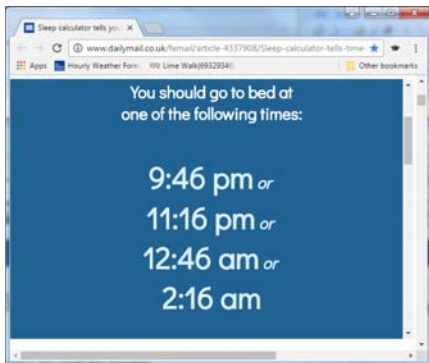 Sleep calculator tells you
www.dailymail.co.uk/femail/article-4337908/Sleep-calculator-tells-time-
Apps Hourly Weather Fore Lime Walk(69329346) Other bookmarks
You should go to bed at
one of the following times:
9:46 pm or
11:16 pm or
12:46 am or
2:16 am